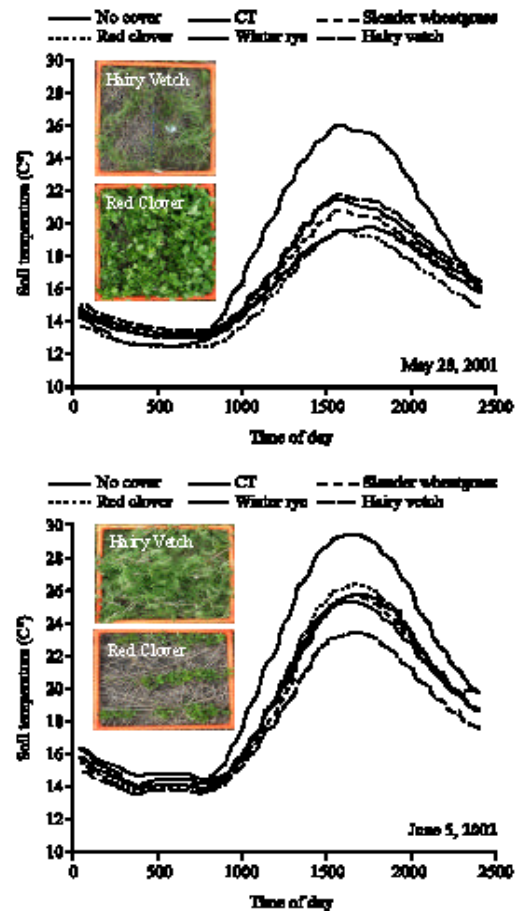 No cover CT Slender wheatgrass
Red clover Winter rye Hairy vetch
30
28
26
24
22
20
18
16
14
12
10
Soil temperature (C°)
Hairy Vetch
Red Clover
May 28, 2001
0 500 1000 1500 2000 2500
Time of day
No cover CT Slender wheatgrass
Red clover Winter rye Hairy vetch
30
28
26
24
22
20
18
16
14
12
10
Soil temperature (C°)
Hairy Vetch
Red Clover
June 5, 2002
0 500 1000 1500 2000 2500
Time of day